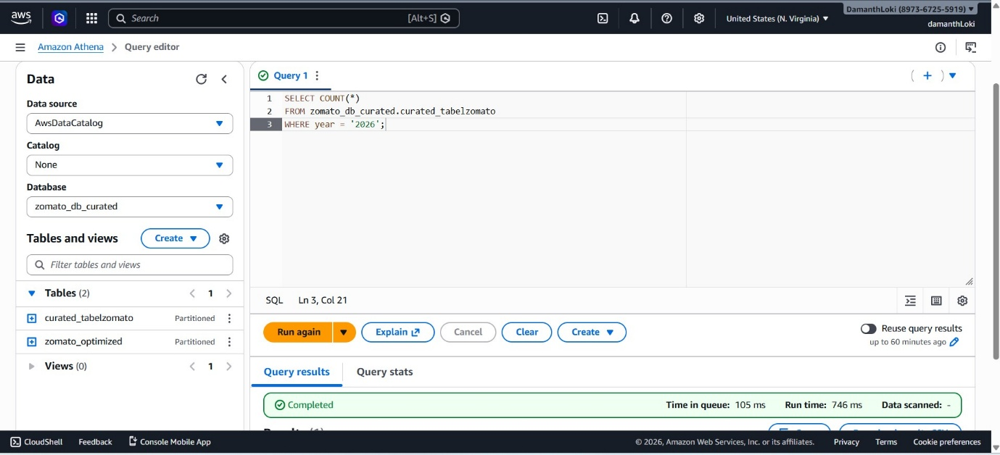 aws
Search [Alt+S]
United States (N. Virginia)
DamanthLoki (8973-6725-5919)
damanthLoki
Amazon Athena > Query editor
Data
Data source
AwsDataCatalog
Catalog
None
Database
zomato_db_curated
Tables and views
Create
Filter tables and views
Tables (2) < 1 >
curated_tabelzomato Partitioned
zomato_optimized Partitioned
Views (0) < 1 >
Query 1
1 SELECT COUNT(*)
2 FROM zomato_db_curated.curated_tabelzomato
3 WHERE year = '2026';
SQL Ln 3, Col 21
Run again Explain Cancel Clear Create
Reuse query results
up to 60 minutes ago
Query results Query stats
Completed Time in queue: 105 ms Run time: 746 ms Data scanned: -
CloudShell Feedback Console Mobile App © 2026, Amazon Web Services, Inc. or its affiliates. Privacy Terms Cookie preferences